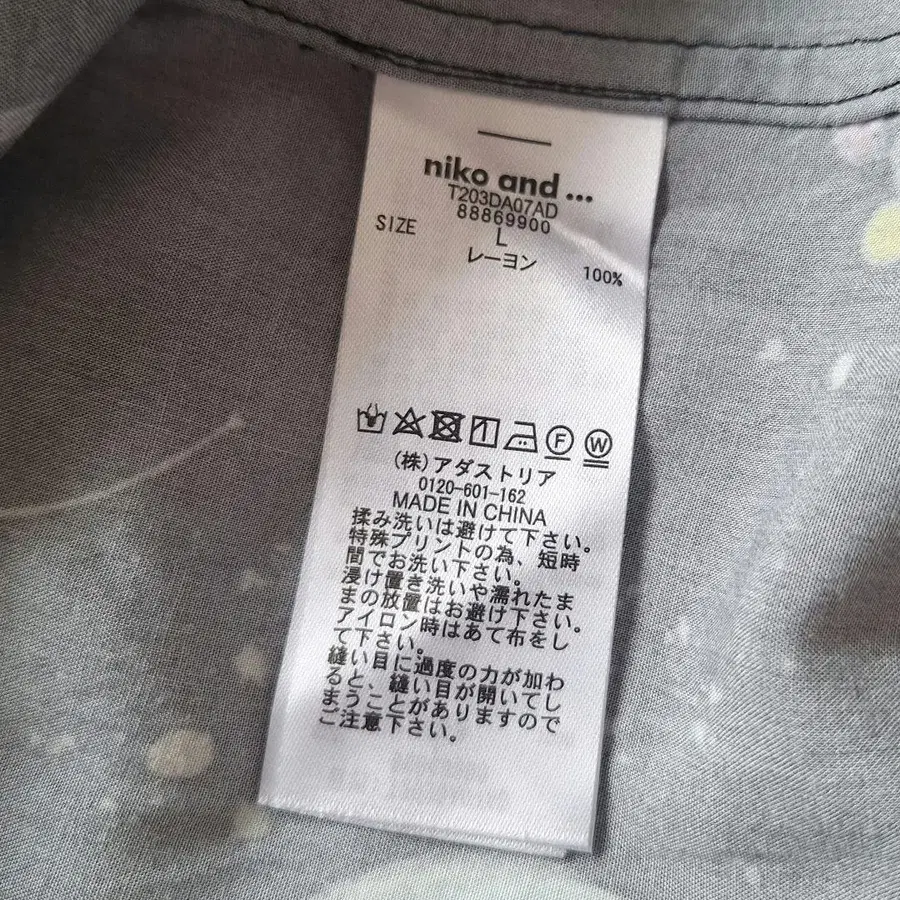 niko and ...
T203DA07AD
88869900
SIZE L
レーヨン 100%
F W
(株)アダストリア
0120-601-162
MADE IN CHINA
揉み洗いは避けて下さい。
特殊プリントの為、短時
間でお洗い下さい。
浸け置き洗いや濡れたま
まの放置はお避け下さい。
アイロン時はあて布をし
て下さい。
縫い目に過度の力が加わ
ると、縫い目が開いてし
まうことがありますので
ご注意下さい。